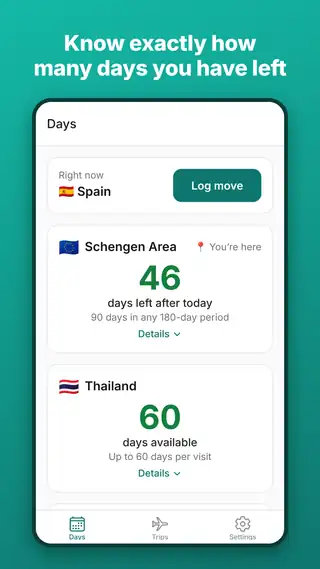 Know exactly how
many days you have left
Days
Right now
🇪🇸 Spain
Log move
🇪🇺 Schengen Area
📍 You're here
46
days left after today
90 days in any 180-day period
Details
🇹🇭 Thailand
60
days available
Up to 60 days per visit
Details
Days
Trips
Settings